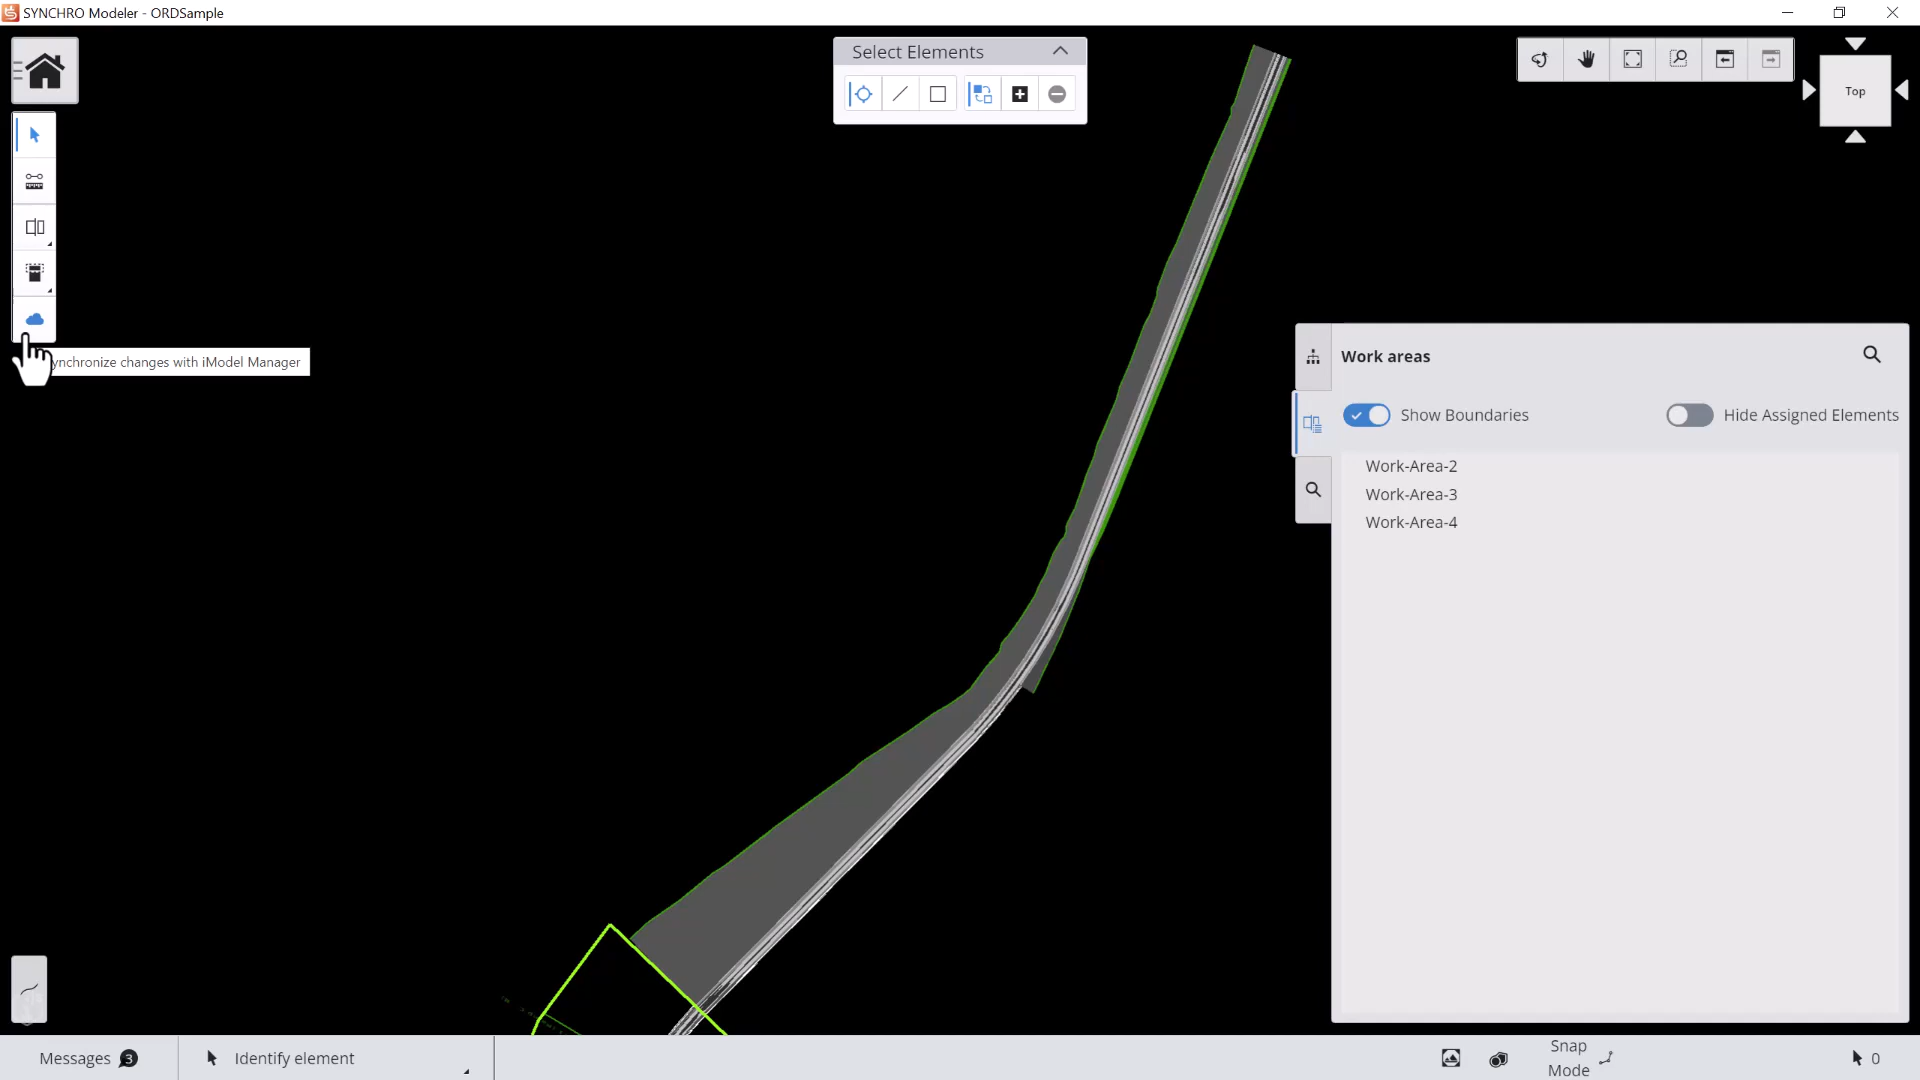 SYNCHRO Modeler - ORDSample
Select Elements
Top
ynchronize changes with iModel Manager
Work areas
Show Boundaries
Hide Assigned Elements
Work-Area-2
Work-Area-3
Work-Area-4
Messages 3
Identify element
Snap
Mode
0